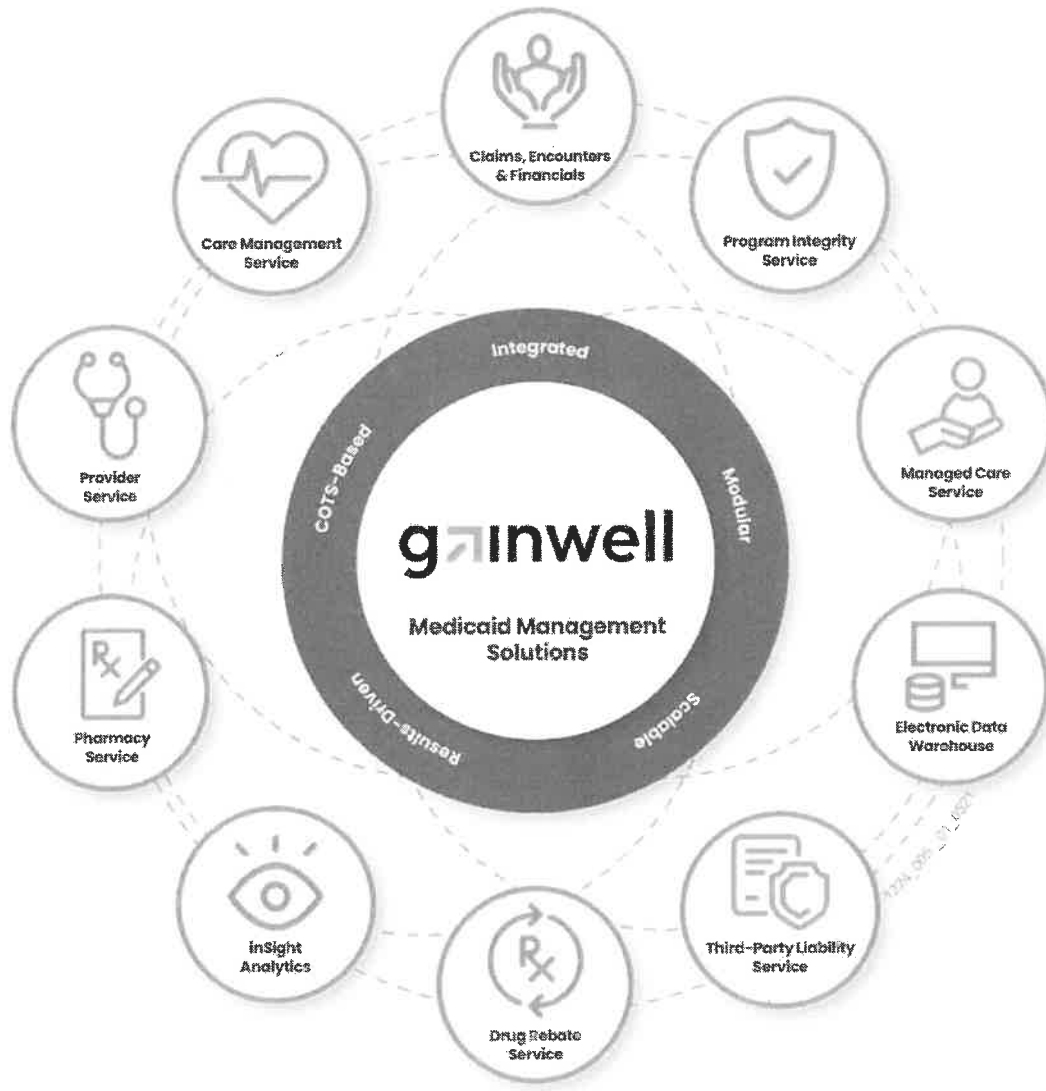 Claims, Encounters
& Financials
Program Integrity
Service
Managed Care
Service
Electronic Data
Warehouse
Third-Party Liability
Service
Drug Rebate
Service
inSight
Analytics
Pharmacy
Service
Provider
Service
Care Management
Service
Integrated
Modular
Scalable
Results-Driven
COTS-Based
gainwell
Medicaid Management
Solutions
Rx
Rx